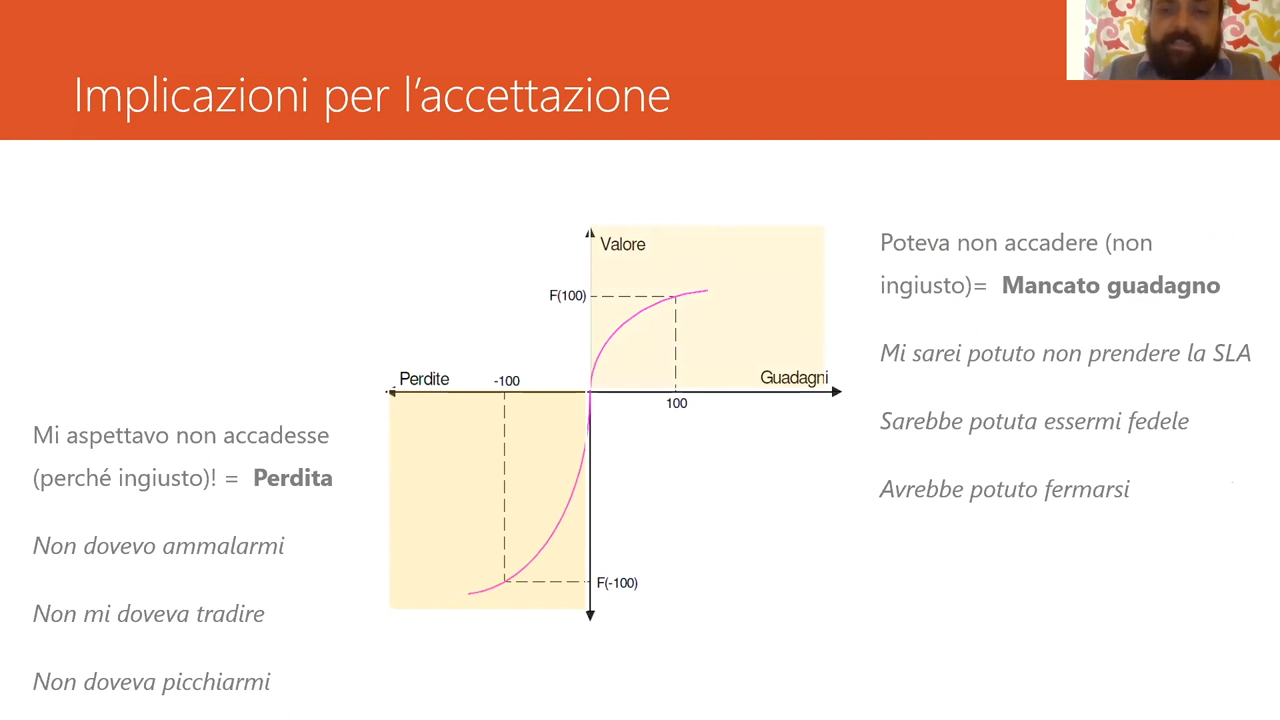 Implicazioni per l'accettazione
Valore
F(100)
Perdite
-100
Guadagni
100
F(-100)
Mi aspettavo non accadesse
(perché ingiusto)! = Perdita
Non dovevo ammalarmi
Non mi doveva tradire
Non doveva picchiarmi
Poteva non accadere (non
ingiusto)= Mancato guadagno
Mi sarei potuto non prendere la SLA
Sarebbe potuta essermi fedele
Avrebbe potuto fermarsi